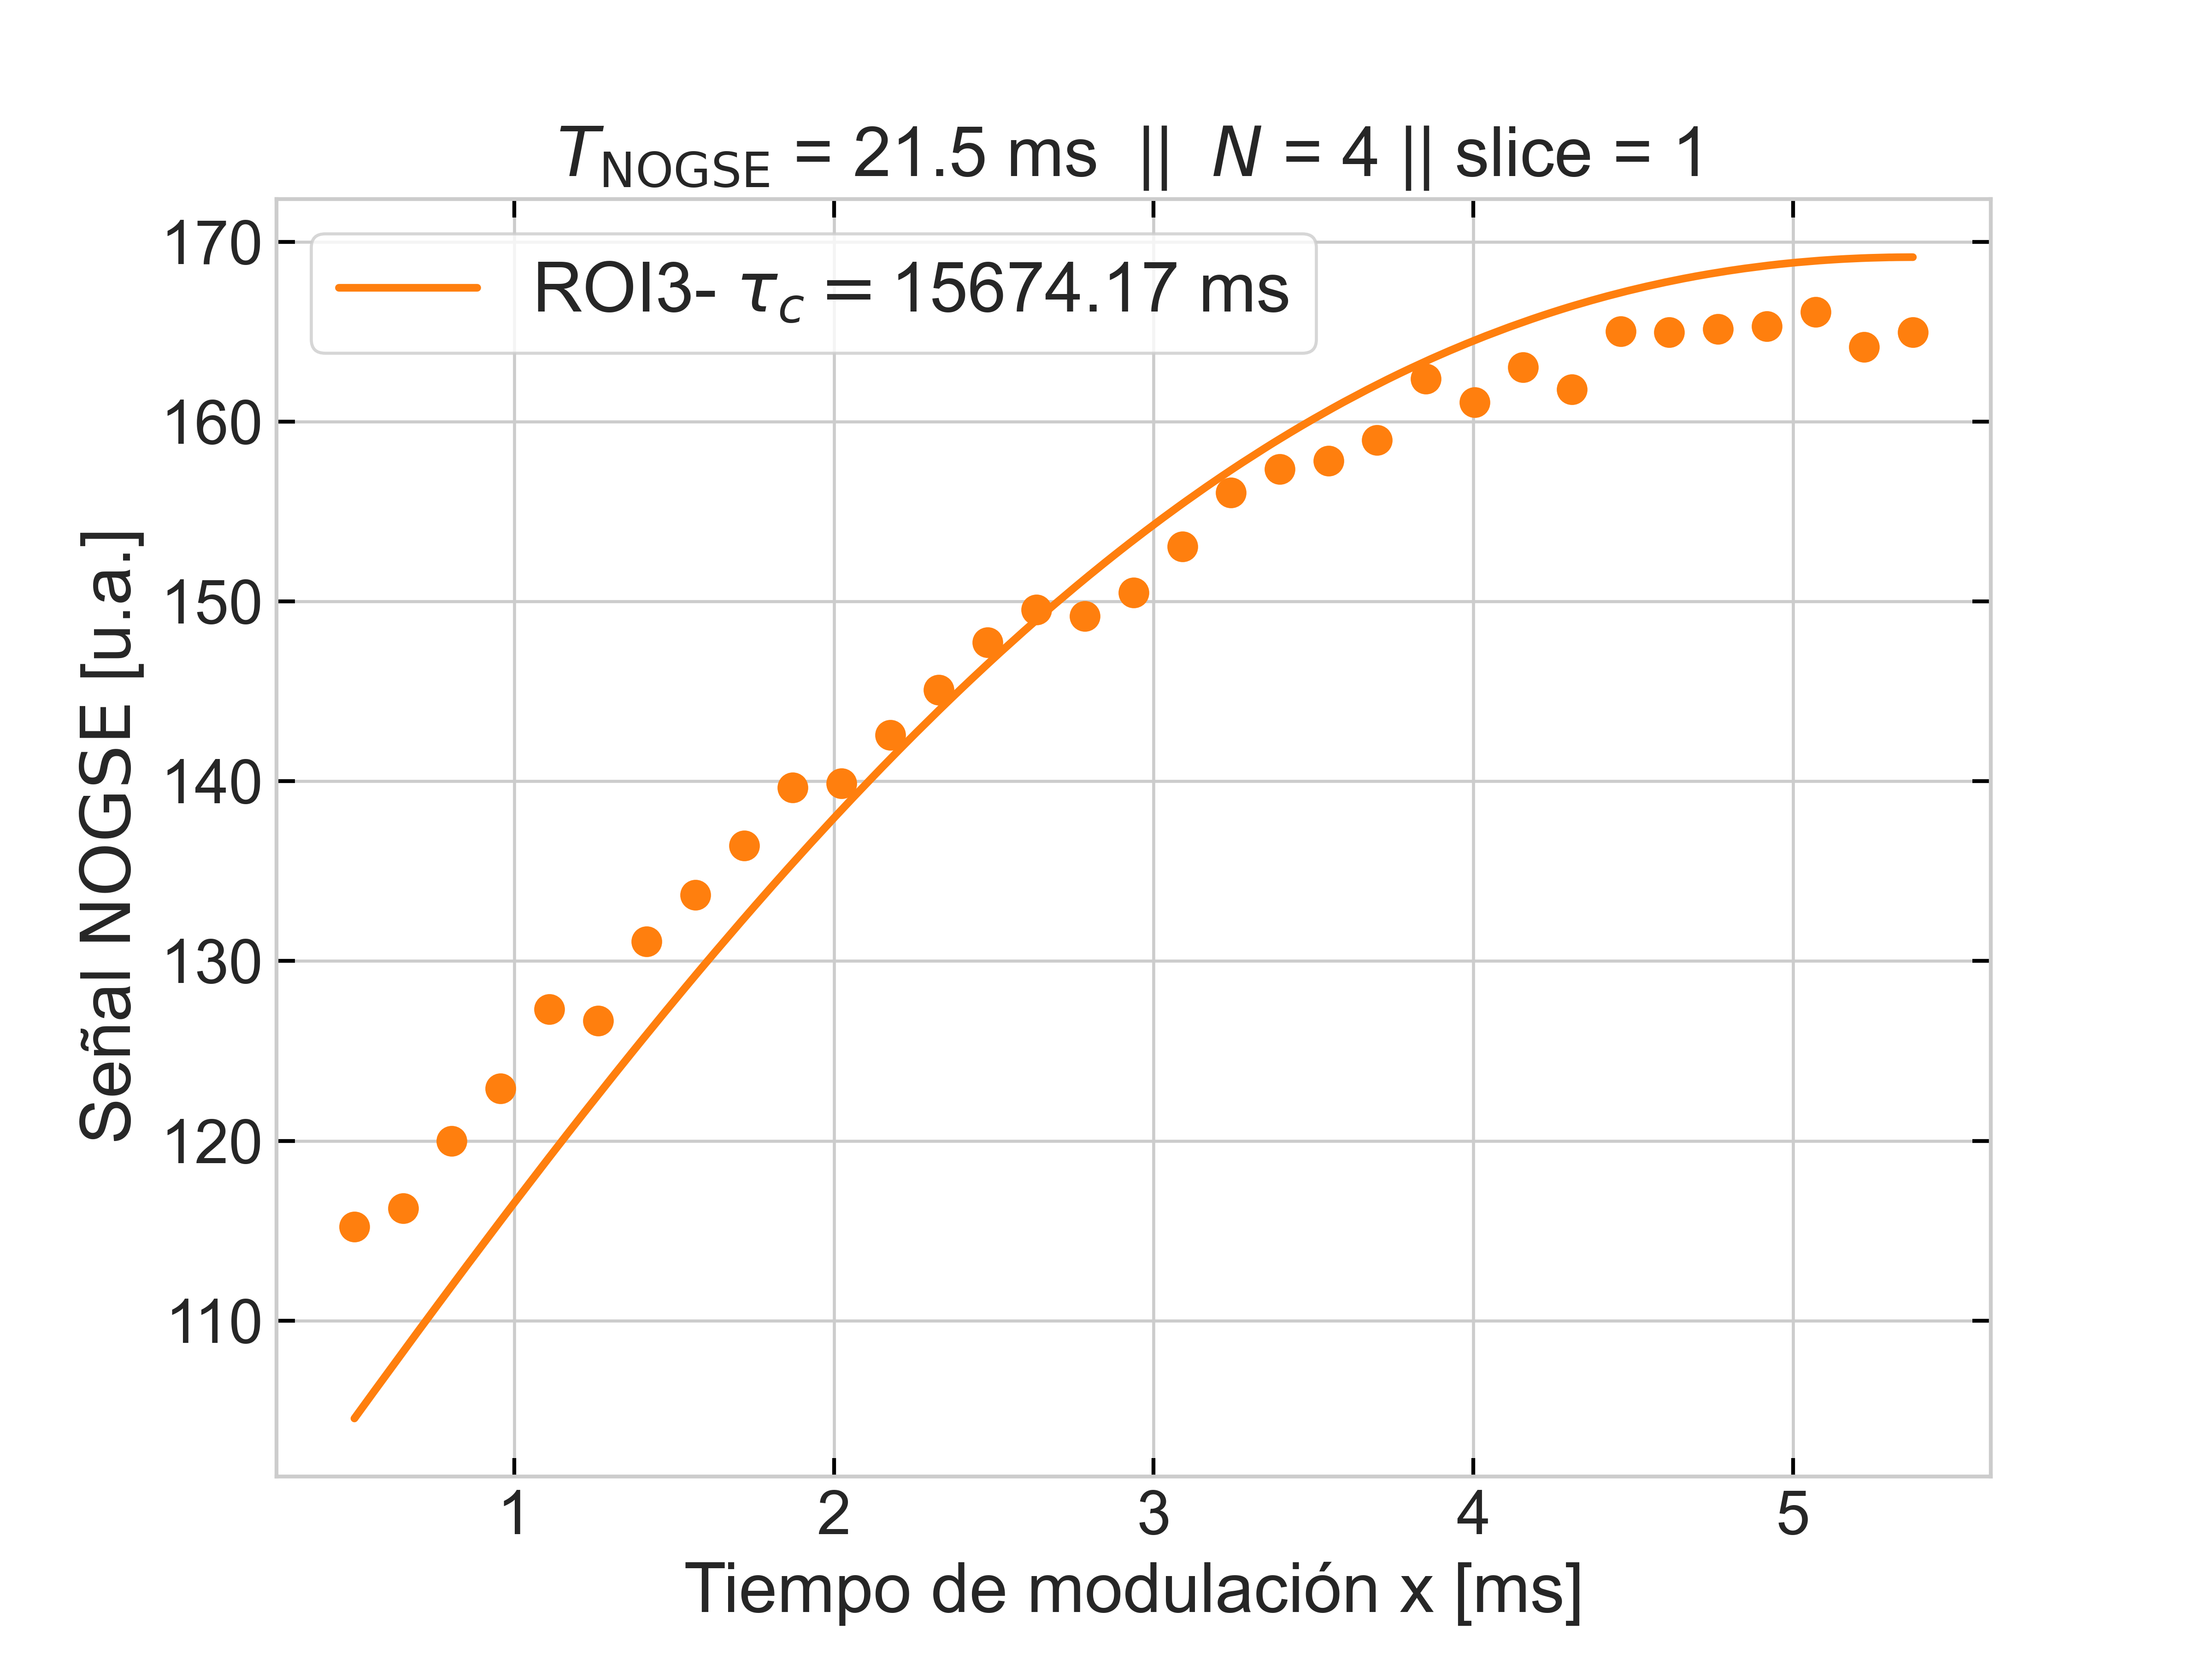 T_NOGSE = 21.5 ms || N = 4 || slice = 1
ROI3- τ_c = 15674.17 ms
170
160
150
140
130
120
110
Señal NOGSE [u.a.]
1 2 3 4 5
Tiempo de modulación x [ms]